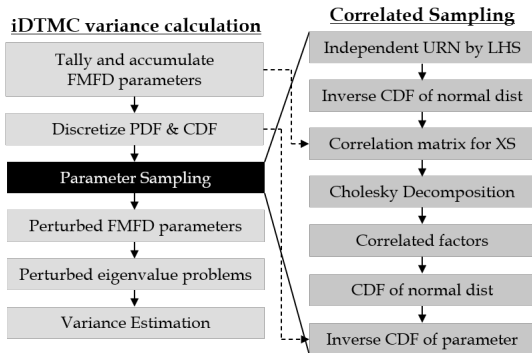 iDTMC variance calculation
Tally and accumulate
FMFD parameters
Discretize PDF & CDF
Parameter Sampling
Perturbed FMFD parameters
Perturbed eigenvalue problems
Variance Estimation
Correlated Sampling
Independent URN by LHS
Inverse CDF of normal dist
Correlation matrix for XS
Cholesky Decomposition
Correlated factors
CDF of normal dist
Inverse CDF of parameter